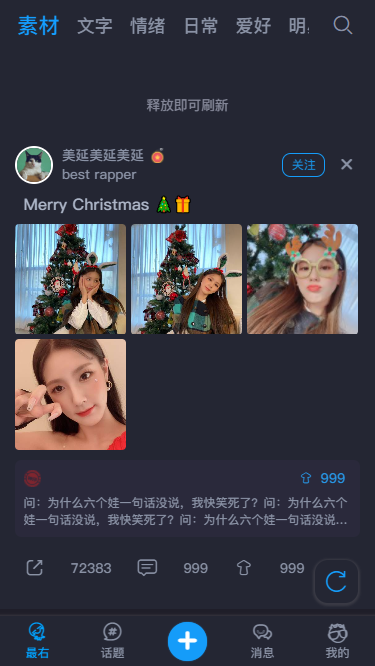 素材 文字 情绪 日常 爱好 明
释放即可刷新
美延美延美延
best rapper
关注
Merry Christmas
999
问：为什么六个娃一句话没说，我快笑死了？问：为什么六个
娃一句话没说，我快笑死了？问：为什么六个娃一句话没说...
72383 999 999
最右 话题 消息 我的